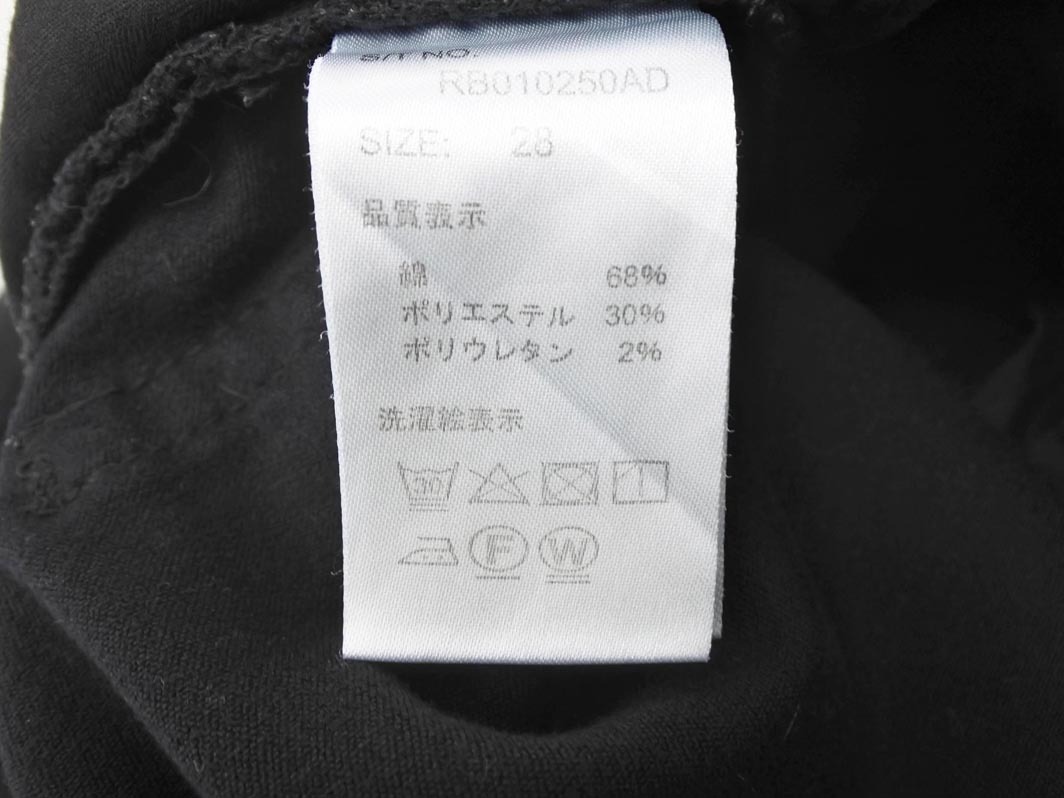 S/T NO.
RB010250AD
SIZE: 28
品質表示
綿 68%
ポリエステル 30%
ポリウレタン 2%
洗濯絵表示
30
F W